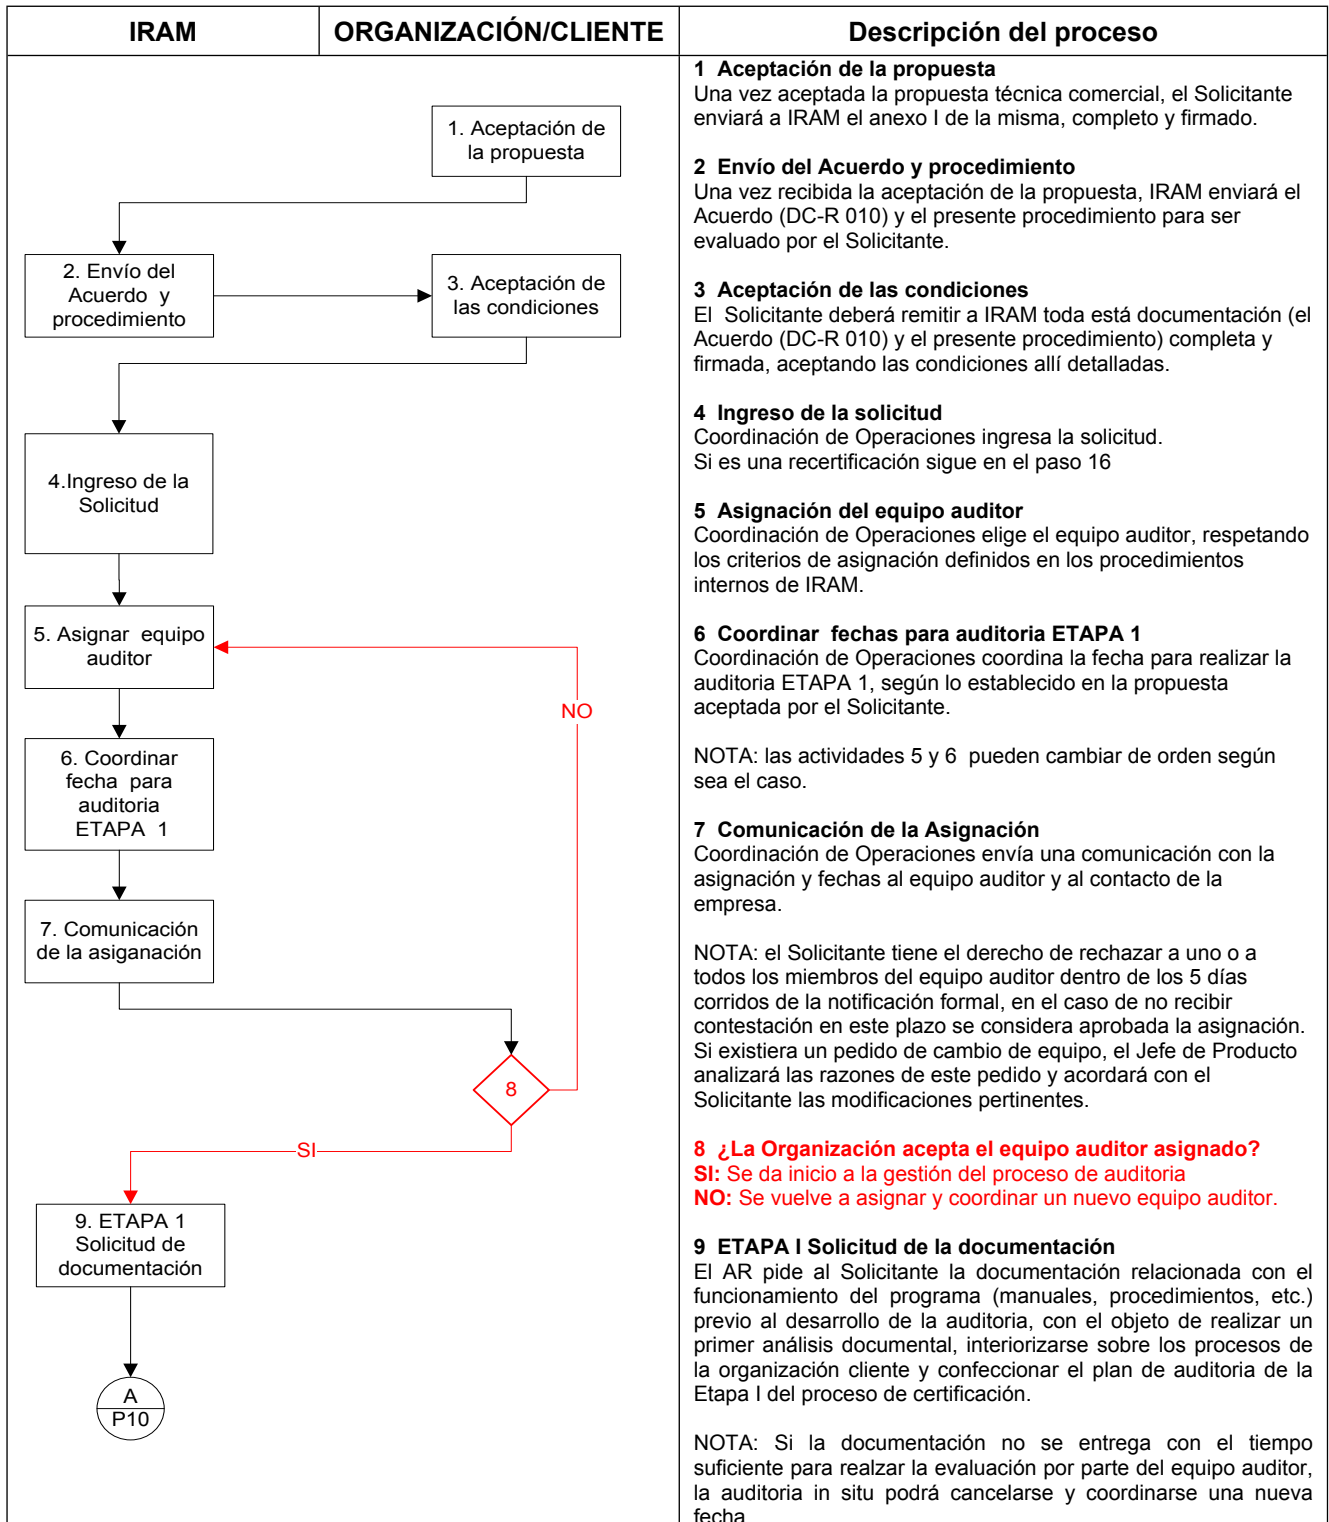 IRAM
ORGANIZACIÓN/CLIENTE
Descripción del proceso
1. Aceptación de
la propuesta
2. Envío del
Acuerdo y
procedimiento
3. Aceptación de
las condiciones
4.Ingreso de la
Solicitud
5. Asignar equipo
auditor
NO
6. Coordinar
fecha para
auditoria
ETAPA 1
7. Comunicación
de la asiganación
8
SI
9. ETAPA 1
Solicitud de
documentación
A
P10
1 Aceptación de la propuesta
Una vez aceptada la propuesta técnica comercial, el Solicitante
enviará a IRAM el anexo I de la misma, completo y firmado.
2 Envío del Acuerdo y procedimiento
Una vez recibida la aceptación de la propuesta, IRAM enviará el
Acuerdo (DC-R 010) y el presente procedimiento para ser
evaluado por el Solicitante.
3 Aceptación de las condiciones
El Solicitante deberá remitir a IRAM toda está documentación (el
Acuerdo (DC-R 010) y el presente procedimiento) completa y
firmada, aceptando las condiciones allí detalladas.
4 Ingreso de la solicitud
Coordinación de Operaciones ingresa la solicitud.
Si es una recertificación sigue en el paso 16
5 Asignación del equipo auditor
Coordinación de Operaciones elige el equipo auditor, respetando
los criterios de asignación definidos en los procedimientos
internos de IRAM.
6 Coordinar fechas para auditoria ETAPA 1
Coordinación de Operaciones coordina la fecha para realizar la
auditoria ETAPA 1, según lo establecido en la propuesta
aceptada por el Solicitante.
NOTA: las actividades 5 y 6 pueden cambiar de orden según
sea el caso.
7 Comunicación de la Asignación
Coordinación de Operaciones envía una comunicación con la
asignación y fechas al equipo auditor y al contacto de la
empresa.
NOTA: el Solicitante tiene el derecho de rechazar a uno o a
todos los miembros del equipo auditor dentro de los 5 días
corridos de la notificación formal, en el caso de no recibir
contestación en este plazo se considera aprobada la asignación.
Si existiera un pedido de cambio de equipo, el Jefe de Producto
analizará las razones de este pedido y acordará con el
Solicitante las modificaciones pertinentes.
8 ¿La Organización acepta el equipo auditor asignado?
SI: Se da inicio a la gestión del proceso de auditoria
NO: Se vuelve a asignar y coordinar un nuevo equipo auditor.
9 ETAPA I Solicitud de la documentación
El AR pide al Solicitante la documentación relacionada con el
funcionamiento del programa (manuales, procedimientos, etc.)
previo al desarrollo de la auditoria, con el objeto de realizar un
primer análisis documental, interiorizarse sobre los procesos de
la organización cliente y confeccionar el plan de auditoria de la
Etapa I del proceso de certificación.
NOTA: Si la documentación no se entrega con el tiempo
suficiente para realzar la evaluación por parte del equipo auditor,
la auditoria in situ podrá cancelarse y coordinarse una nueva
fecha